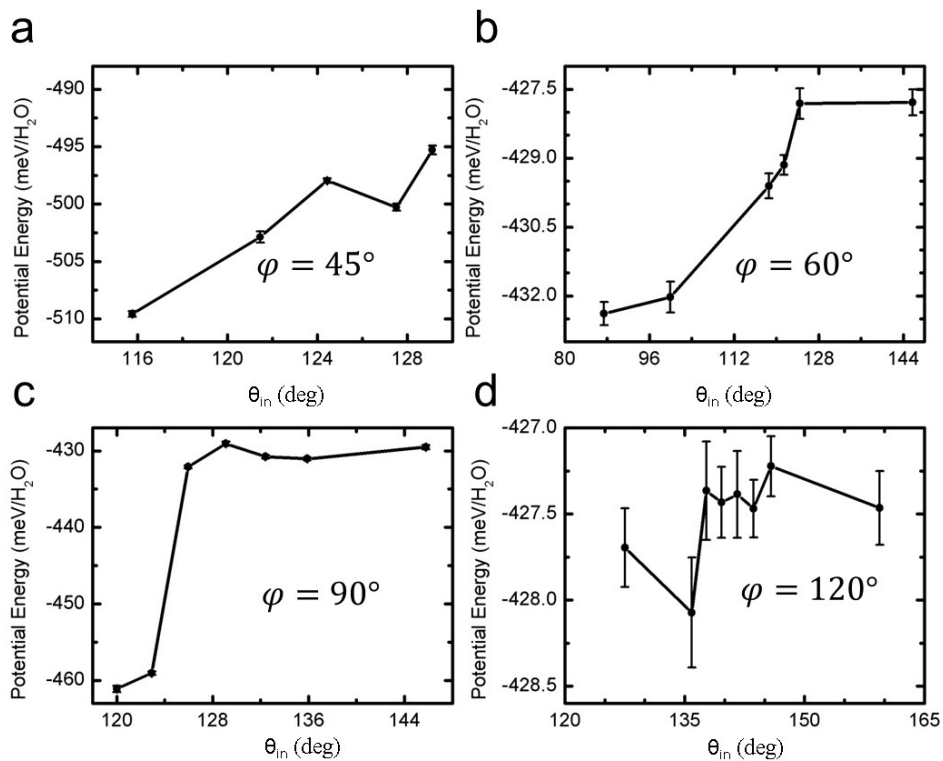 a
Potential Energy (meV/H₂O)
-490
-495
-500
-505
-510
φ = 45°
116 120 124 128
θin (deg)
b
Potential Energy (meV/H₂O)
-427.5
-429.0
-430.5
-432.0
φ = 60°
80 96 112 128 144
θin (deg)
c
Potential Energy (meV/H₂O)
-430
-440
-450
-460
φ = 90°
120 128 136 144
θin (deg)
d
Potential Energy (meV/H₂O)
-427.0
-427.5
-428.0
-428.5
φ = 120°
120 135 150 165
θin (deg)